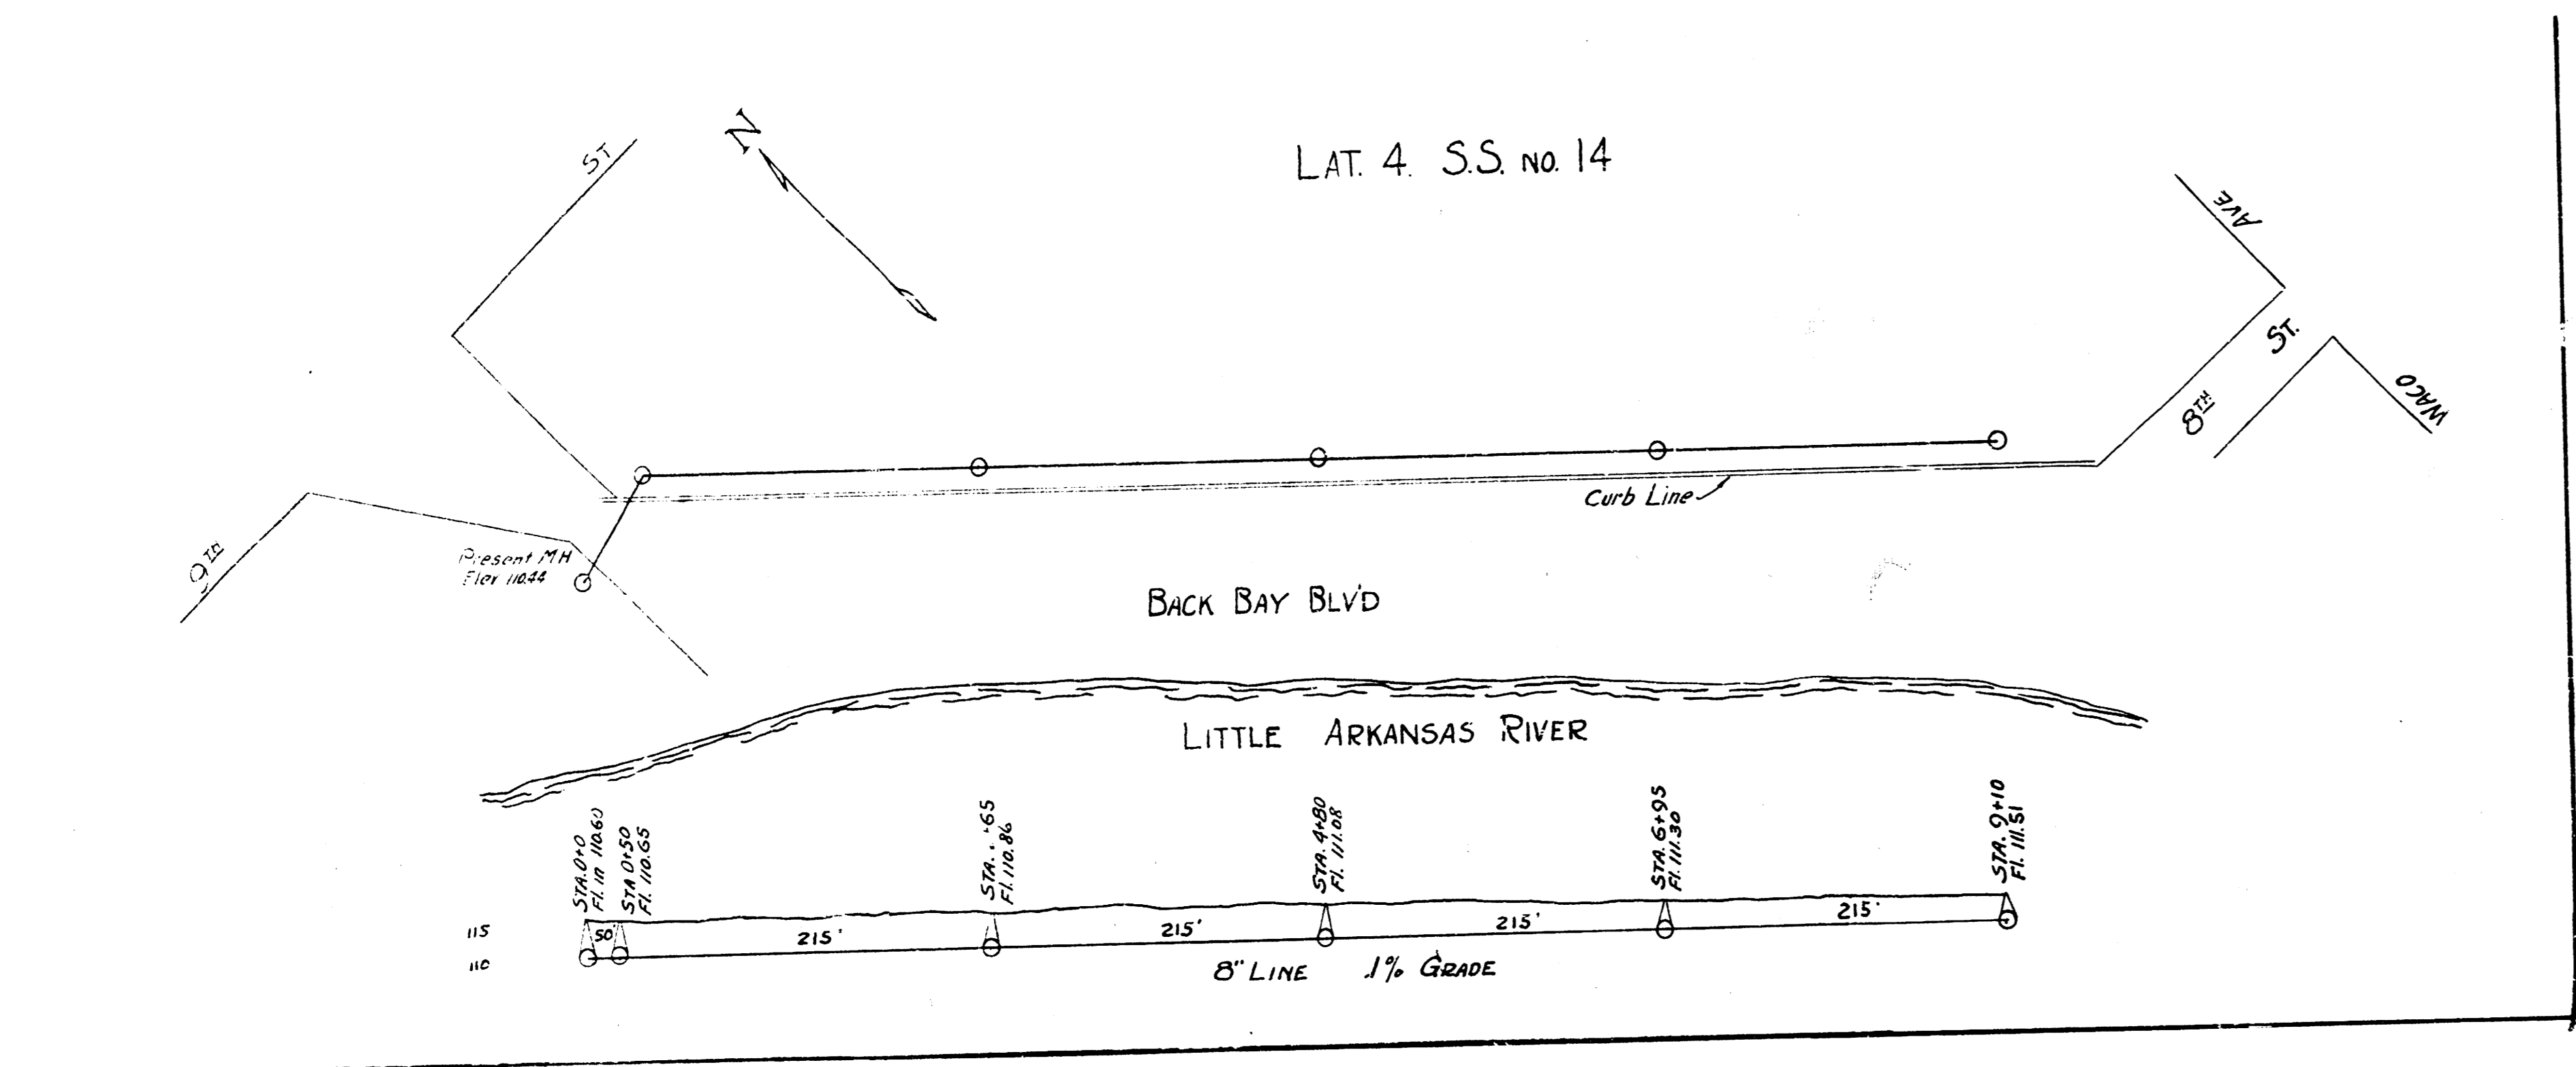 LAT. 4. S.S. NO. 14
N
ST
AVE
ST.
8TH
WACO
Curb Line
9TH
Present MH
Elev 110.44
BACK BAY BLV'D
LITTLE ARKANSAS RIVER
STA. 0+0
Fl. in 110.60
STA 0+50
Fl. 110.65
STA. +65
Fl. 110.86
STA. 4+80
Fl. 111.08
STA. 6+95
Fl. 111.30
STA. 9+10
Fl. 111.51
115
50'
215'
215'
215'
215'
110
8" LINE .1% GRADE